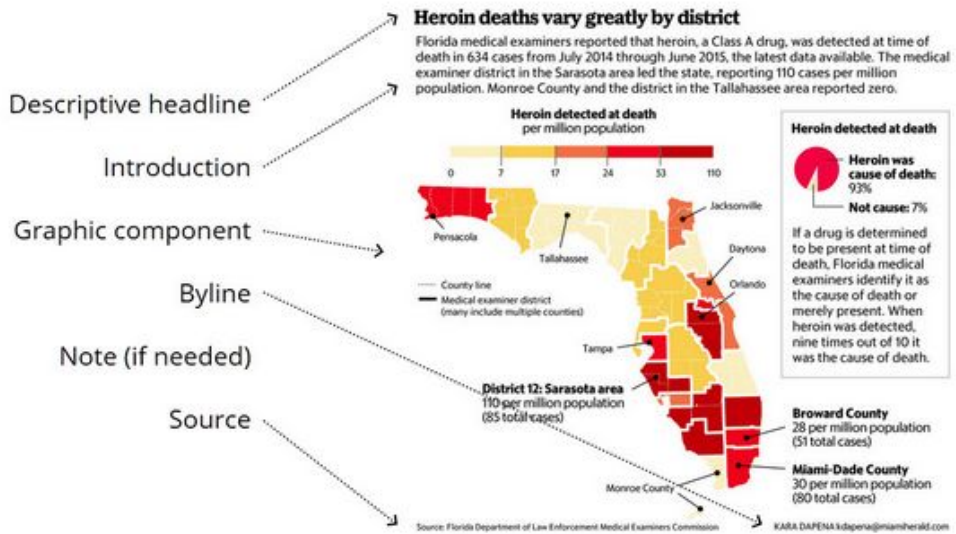 Descriptive headline
Introduction
Graphic component
Byline
Note (if needed)
Source
Heroin deaths vary greatly by district
Florida medical examiners reported that heroin, a Class A drug, was detected at time of
death in 634 cases from July 2014 through June 2015, the latest data available. The medical
examiner district in the Sarasota area led the state, reporting 110 cases per million
population. Monroe County and the district in the Tallahassee area reported zero.
Heroin detected at death
per million population
0 7 17 24 53 110
Pensacola
Tallahassee
Jacksonville
Daytona
Orlando
County line
Medical examiner district
(many include multiple counties)
Tampa
District 12: Sarasota area
110 per million population
(85 total cases)
Monroe County
Broward County
28 per million population
(51 total cases)
Miami-Dade County
30 per million population
(80 total cases)
Heroin detected at death
Heroin was
cause of death:
93%
Not cause: 7%
If a drug is determined
to be present at time of
death, Florida medical
examiners identify it as
the cause of death or
merely present. When
heroin was detected,
nine times out of 10 it
was the cause of death.
Source: Florida Department of Law Enforcement Medical Examiners Commission
KARA DAPENA kdapena@miamiherald.com